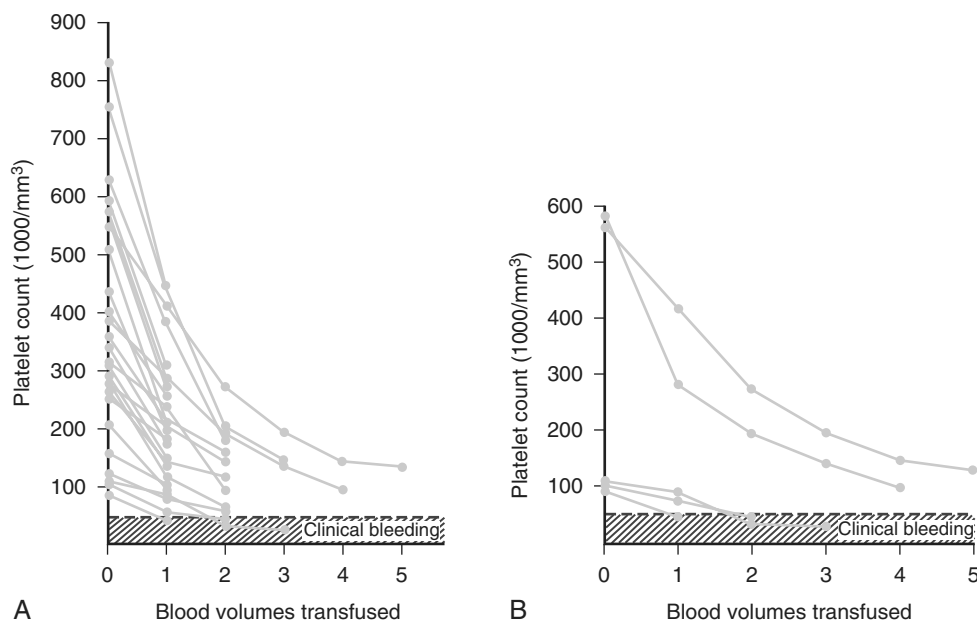 900
800
700
600
500
400
300
200
100
Platelet count (1000/mm³)
Clinical bleeding
0 1 2 3 4 5
A Blood volumes transfused
600
500
400
300
200
100
Platelet count (1000/mm³)
Clinical bleeding
0 1 2 3 4 5
B Blood volumes transfused